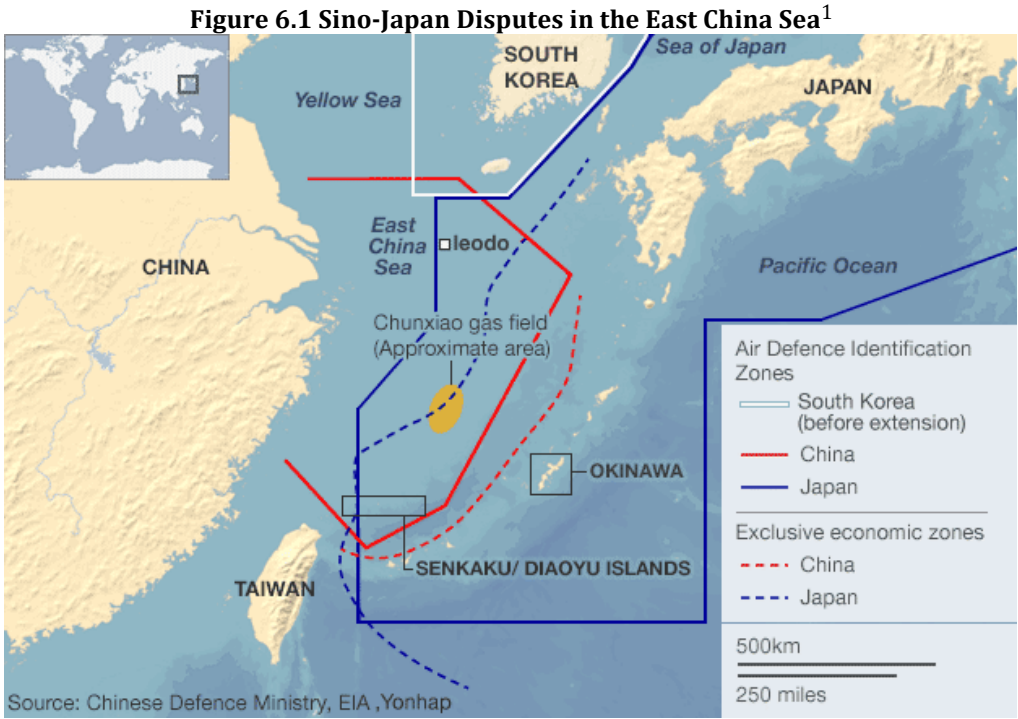 Figure 6.1 Sino-Japan Disputes in the East China Sea1
SOUTH
KOREA
Sea of Japan
JAPAN
Yellow Sea
East
China
Sea
Ieodo
CHINA
Pacific Ocean
Chunxiao gas field
(Approximate area)
OKINAWA
SENKAKU/ DIAOYU ISLANDS
TAIWAN
Air Defence Identification
Zones
South Korea
(before extension)
China
Japan
Exclusive economic zones
China
Japan
500km
250 miles
Source: Chinese Defence Ministry, EIA ,Yonhap